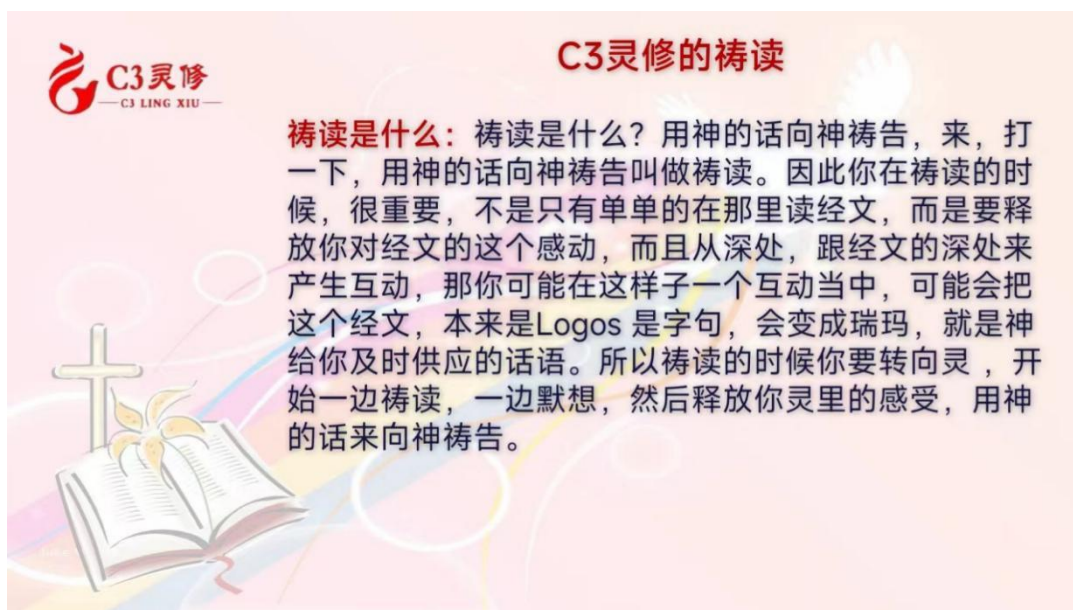 C3灵修的祷读
C3灵修
C3 LING XIU
祷读是什么：祷读是什么？用神的话向神祷告，来，打
一下，用神的话向神祷告叫做祷读。因此你在祷读的时
候，很重要，不是只有单单的在那里读经文，而是要释
放你对经文的这个感动，而且从深处，跟经文的深处来
产生互动，那你可能在这样子一个互动当中，可能会把
这个经文，本来是Logos 是字句，会变成瑞玛，就是神
给你及时供应的话语。所以祷读的时候你要转向灵 ，开
始一边祷读，一边默想，然后释放你灵里的感受，用神
的话来向神祷告。